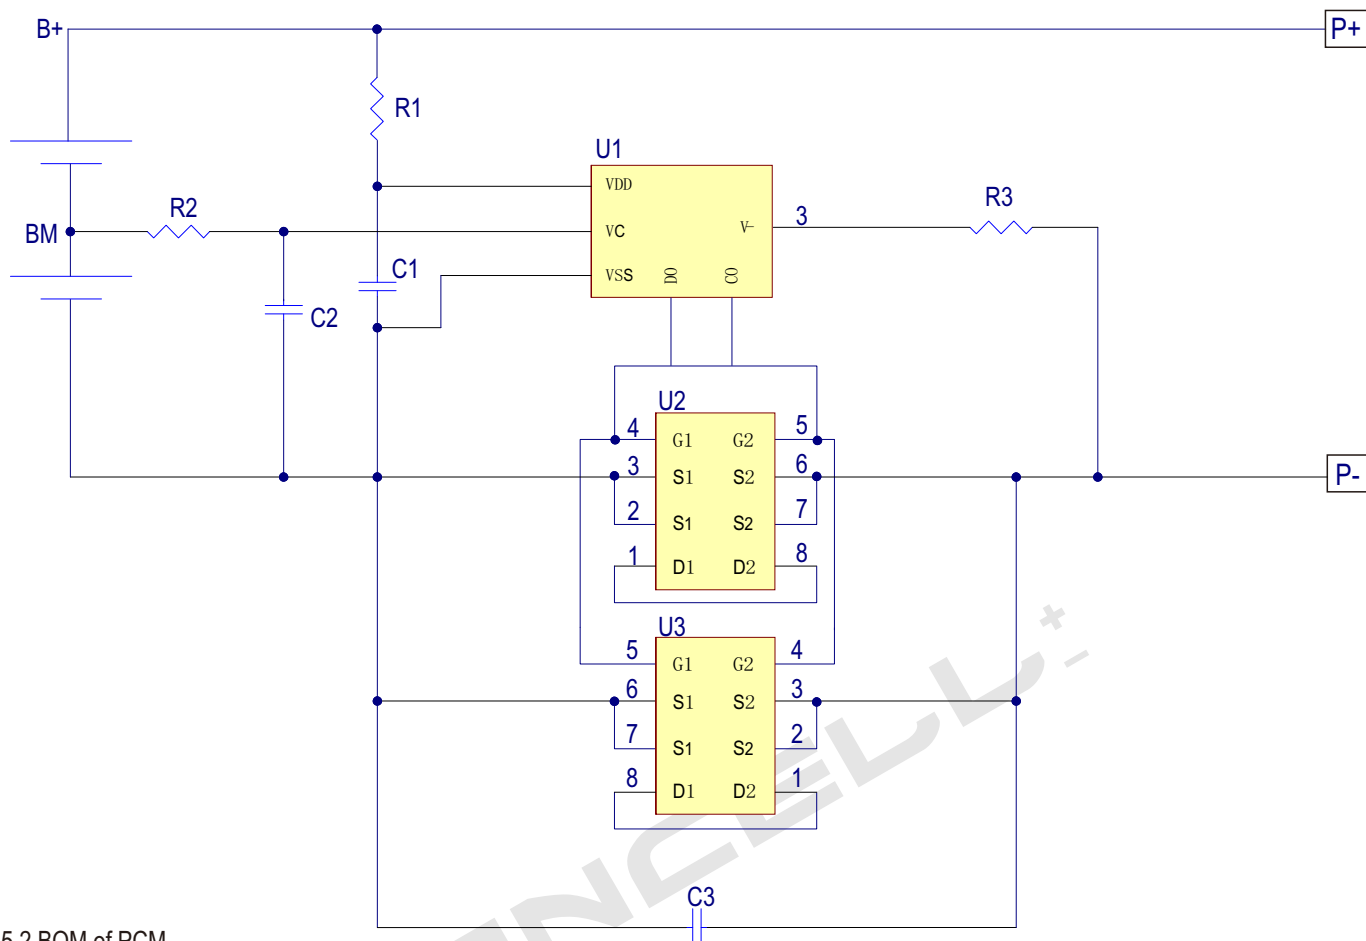 B+
P+
R1
U1
VDD
R2
R3
3
BM
VC
V-
VSS
DO
CO
C1
C2
U2
4
G1
G2
5
3
S1
S2
6
P-
2
S1
S2
7
1
D1
D2
8
U3
5
G1
G2
4
6
S1
S2
3
7
S1
S2
2
8
D1
D2
1
NCELL
+
-
C3
5.2 BOM of PCM